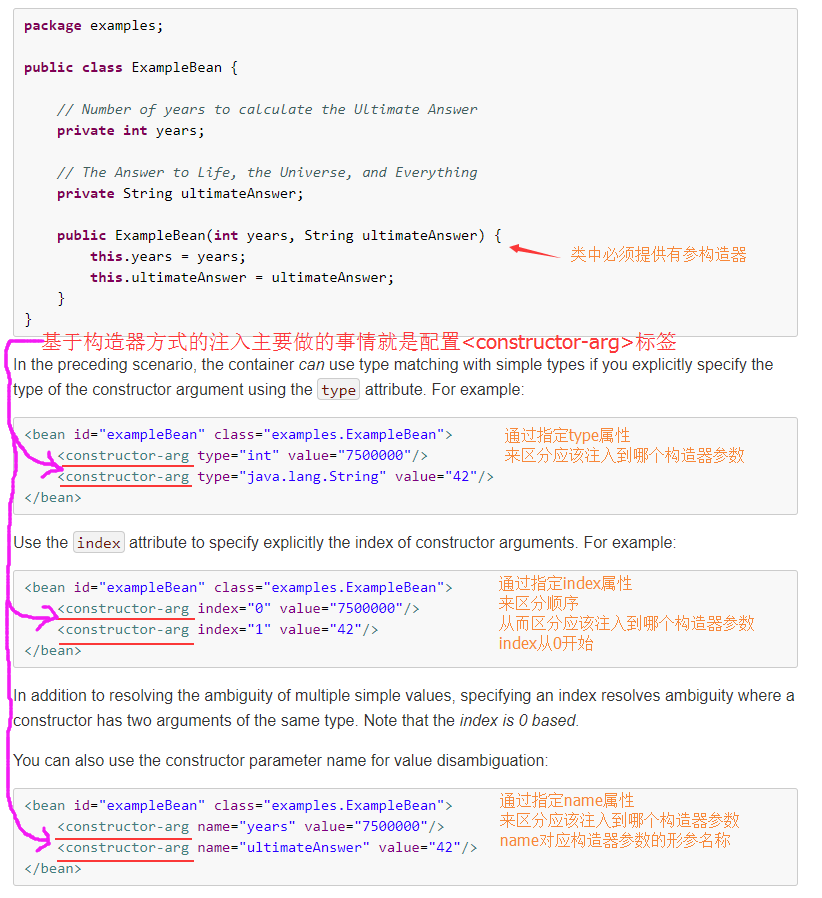 package examples;
public class ExampleBean {
// Number of years to calculate the Ultimate Answer
private int years;
// The Answer to Life, the Universe, and Everything
private String ultimateAnswer;
public ExampleBean(int years, String ultimateAnswer) {
this.years = years;
类中必须提供有参构造器
this.ultimateAnswer = ultimateAnswer;
}
}
基于构造器方式的注入主要做的事情就是配置<constructor-arg>标签
In the preceding scenario, the container can use type matching with simple types if you explicitly specify the
type of the constructor argument using the type attribute. For example:
<bean id="exampleBean" class="examples.ExampleBean">
<constructor-arg type="int" value="7500000"/>
<constructor-arg type="java.lang.String" value="42"/>
</bean>
通过指定type属性
来区分应该注入到哪个构造器参数
Use the index attribute to specify explicitly the index of constructor arguments. For example:
<bean id="exampleBean" class="examples.ExampleBean">
<constructor-arg index="0" value="7500000"/>
<constructor-arg index="1" value="42"/>
</bean>
通过指定index属性
来区分顺序
从而区分应该注入到哪个构造器参数
index从0开始
In addition to resolving the ambiguity of multiple simple values, specifying an index resolves ambiguity where a
constructor has two arguments of the same type. Note that the index is 0 based.
You can also use the constructor parameter name for value disambiguation:
<bean id="exampleBean" class="examples.ExampleBean">
<constructor-arg name="years" value="7500000"/>
<constructor-arg name="ultimateAnswer" value="42"/>
</bean>
通过指定name属性
来区分应该注入到哪个构造器参数
name对应构造器参数的形参名称